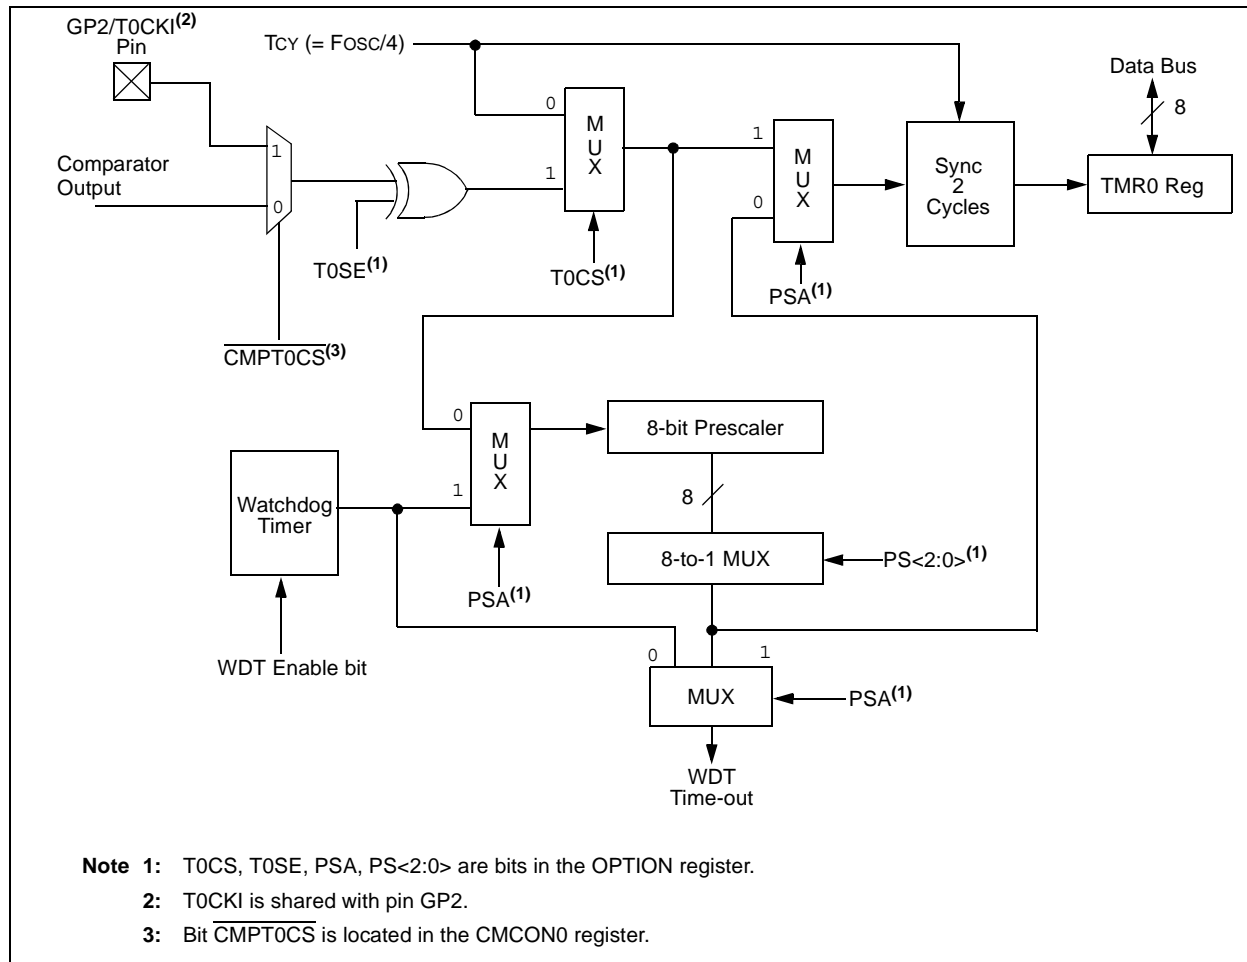 GP2/T0CKI(2)
Pin
TCY (= FOSC/4)
Data Bus
8
0
MUX
1
1
MUX
0
Sync
2
Cycles
TMR0 Reg
1
Comparator
Output
0
T0SE(1)
T0CS(1)
PSA(1)
CMPT0CS(3)
0
MUX
1
8-bit Prescaler
Watchdog
Timer
8
8-to-1 MUX
PS<2:0>(1)
PSA(1)
WDT Enable bit
0
1
MUX
PSA(1)
WDT
Time-out
Note 1: T0CS, T0SE, PSA, PS<2:0> are bits in the OPTION register.
2: T0CKI is shared with pin GP2.
3: Bit CMPT0CS is located in the CMCON0 register.